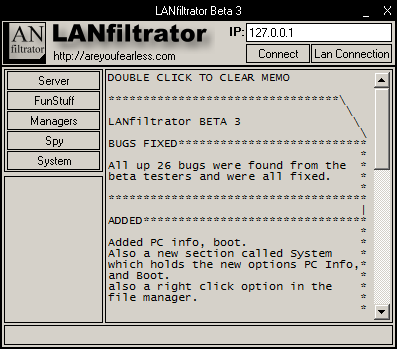 LANfiltrator Beta 3
_ X
AN
filtrator
LANfiltrator
http://areyoufearless.com
IP: 127.0.0.1
Connect
Lan Connection
Server
FunStuff
Managers
Spy
System
DOUBLE CLICK TO CLEAR MEMO
*******************************\
\
LANfiltrator BETA 3 \
\
BUGS FIXED*************************
*
All up 26 bugs were found from the *
beta testers and were all fixed. *
*
***********************************
|
ADDED******************************
*
Added PC info, boot. *
Also a new section called System *
which holds the new options PC Info,*
and Boot. *
also a right click option in the *
file manager. *
*